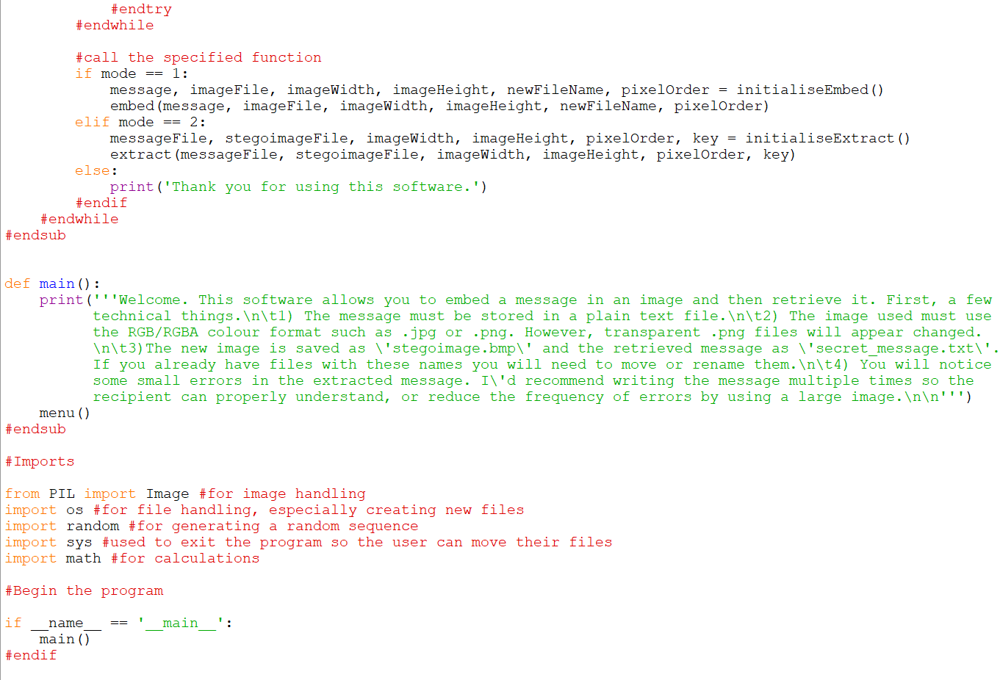 #endtry
#endwhile
#call the specified function
if mode == 1:
message, imageFile, imageWidth, imageHeight, newFileName, pixelOrder = initialiseEmbed()
embed(message, imageFile, imageWidth, imageHeight, newFileName, pixelOrder)
elif mode == 2:
messageFile, stegoimageFile, imageWidth, imageHeight, pixelOrder, key = initialiseExtract()
extract(messageFile, stegoimageFile, imageWidth, imageHeight, pixelOrder, key)
else:
print('Thank you for using this software.')
#endif
#endwhile
#endsub
def main():
print('''Welcome. This software allows you to embed a message in an image and then retrieve it. First, a few
technical things.\n\t1) The message must be stored in a plain text file.\n\t2) The image used must use
the RGB/RGBA colour format such as .jpg or .png. However, transparent .png files will appear changed.
\n\t3)The new image is saved as \'stegoimage.bmp\' and the retrieved message as \'secret_message.txt\'.
If you already have files with these names you will need to move or rename them.\n\t4) You will notice
some small errors in the extracted message. I\'d recommend writing the message multiple times so the
recipient can properly understand, or reduce the frequency of errors by using a large image.\n\n''')
menu()
#endsub
#Imports
from PIL import Image #for image handling
import os #for file handling, especially creating new files
import random #for generating a random sequence
import sys #used to exit the program so the user can move their files
import math #for calculations
#Begin the program
if __name__ == '__main__':
main()
#endif